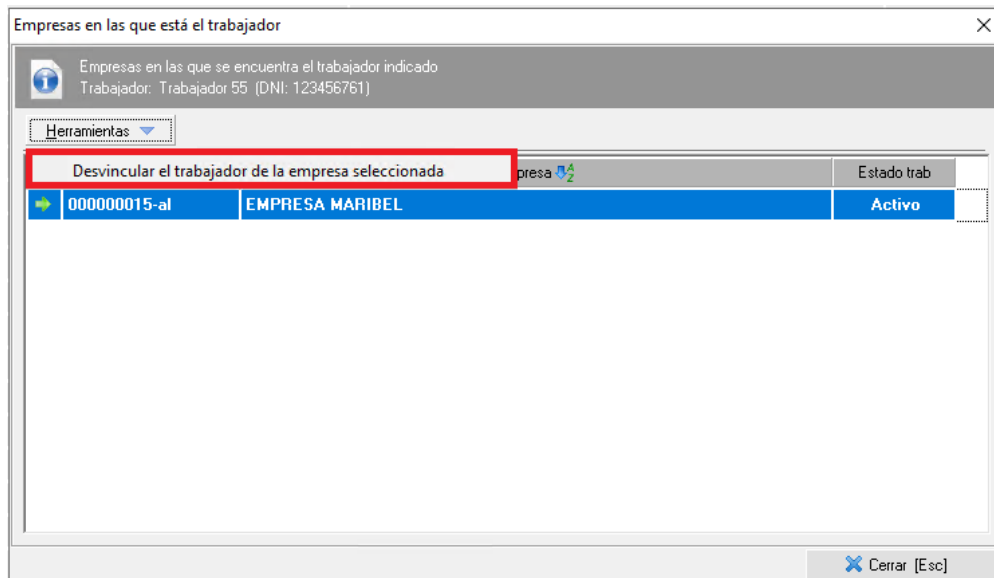 Empresas en las que está el trabajador
Empresas en las que se encuentra el trabajador indicado
Trabajador: Trabajador 55 (DNI: 123456761)
Herramientas
Desvincular el trabajador de la empresa seleccionada
presa
Estado trab
000000015-al
EMPRESA MARIBEL
Activo
Cerrar [Esc]